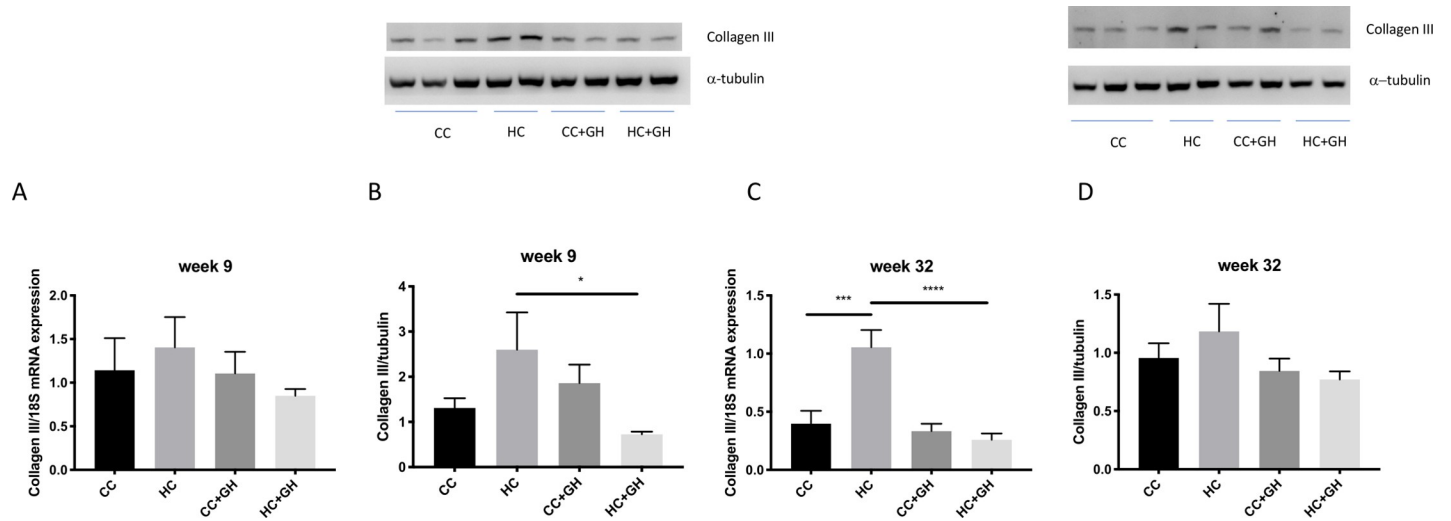 Collagen III
α-tubulin
CC HC CC+GH HC+GH
Collagen III
α–tubulin
CC HC CC+GH HC+GH
A
week 9
Collagen III/18S mRNA expression
2.0
1.5
1.0
0.5
0.0
CC HC CC+GH HC+GH
B
week 9
*
Collagen III/tubulin
4
3
2
1
0
CC HC CC+GH HC+GH
C
week 32
*** ****
Collagen III/18S mRNA expression
1.5
1.0
0.5
0.0
CC HC CC+GH HC+GH
D
week 32
Collagen III/tubulin
1.5
1.0
0.5
0.0
CC HC CC+GH HC+GH